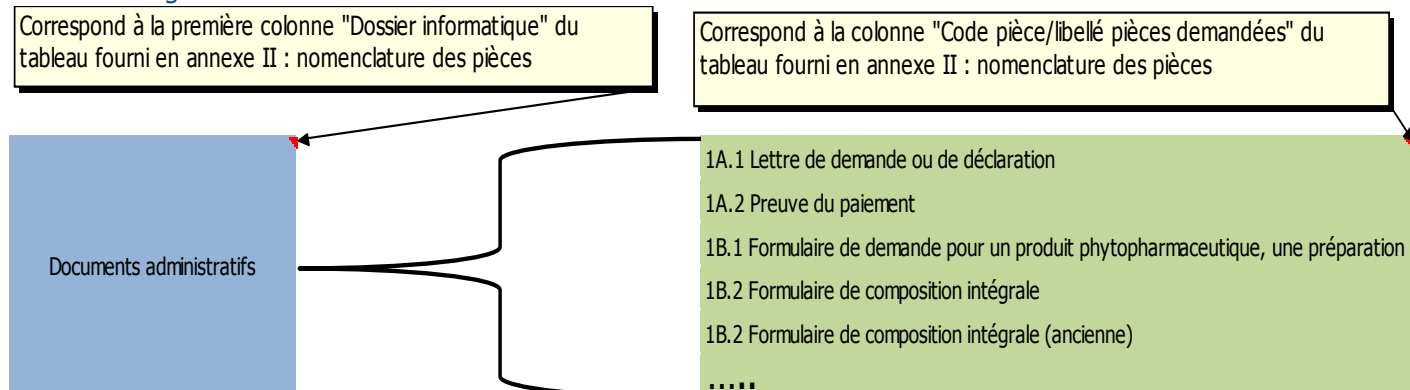 Correspond à la première colonne "Dossier informatique" du
tableau fourni en annexe II : nomenclature des pièces
Correspond à la colonne "Code pièce/libellé pièces demandées" du
tableau fourni en annexe II : nomenclature des pièces
Documents administratifs
1A.1 Lettre de demande ou de déclaration
1A.2 Preuve du paiement
1B.1 Formulaire de demande pour un produit phytopharmaceutique, une préparation
1B.2 Formulaire de composition intégrale
1B.2 Formulaire de composition intégrale (ancienne)